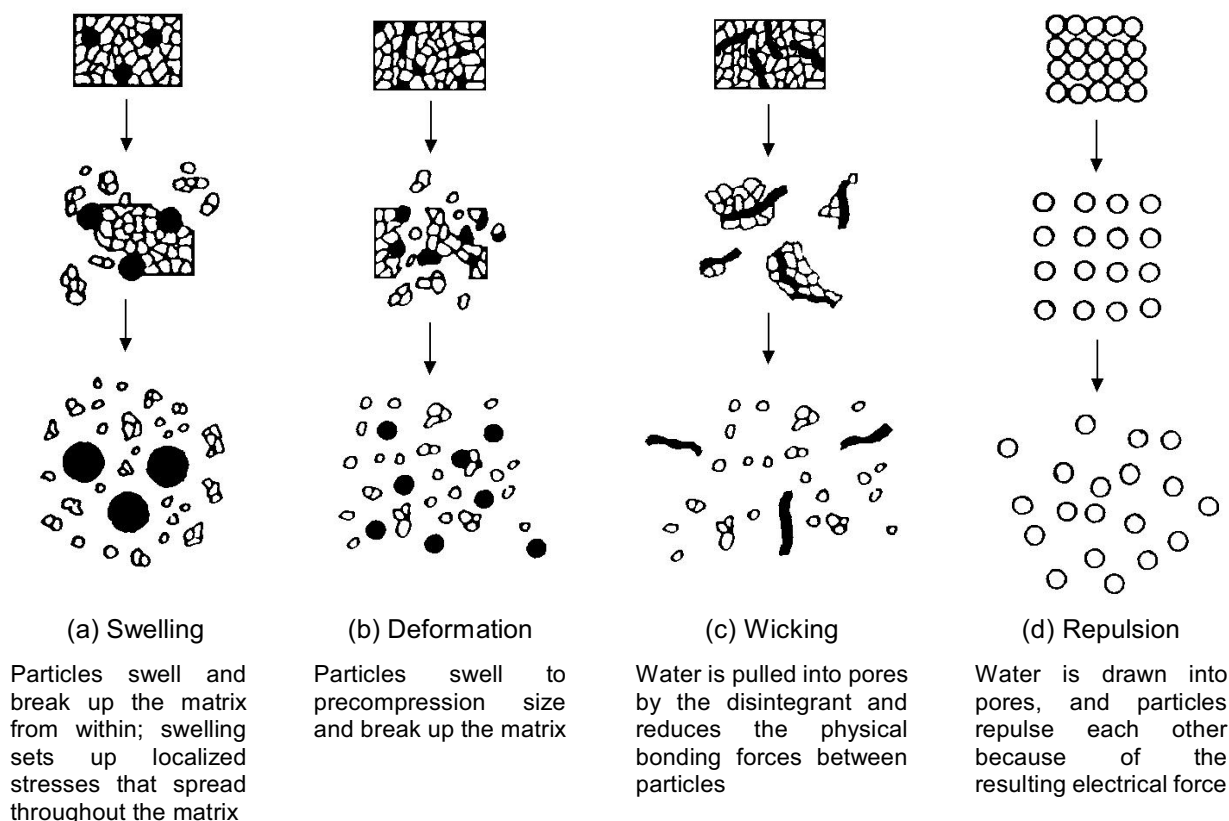 (a) Swelling
Particles swell and
break up the matrix
from within; swelling
sets up localized
stresses that spread
throughout the matrix
(b) Deformation
Particles swell to
precompression size
and break up the matrix
(c) Wicking
Water is pulled into pores
by the disintegrant and
reduces the physical
bonding forces between
particles
(d) Repulsion
Water is drawn into
pores, and particles
repulse each other
because of the
resulting electrical force